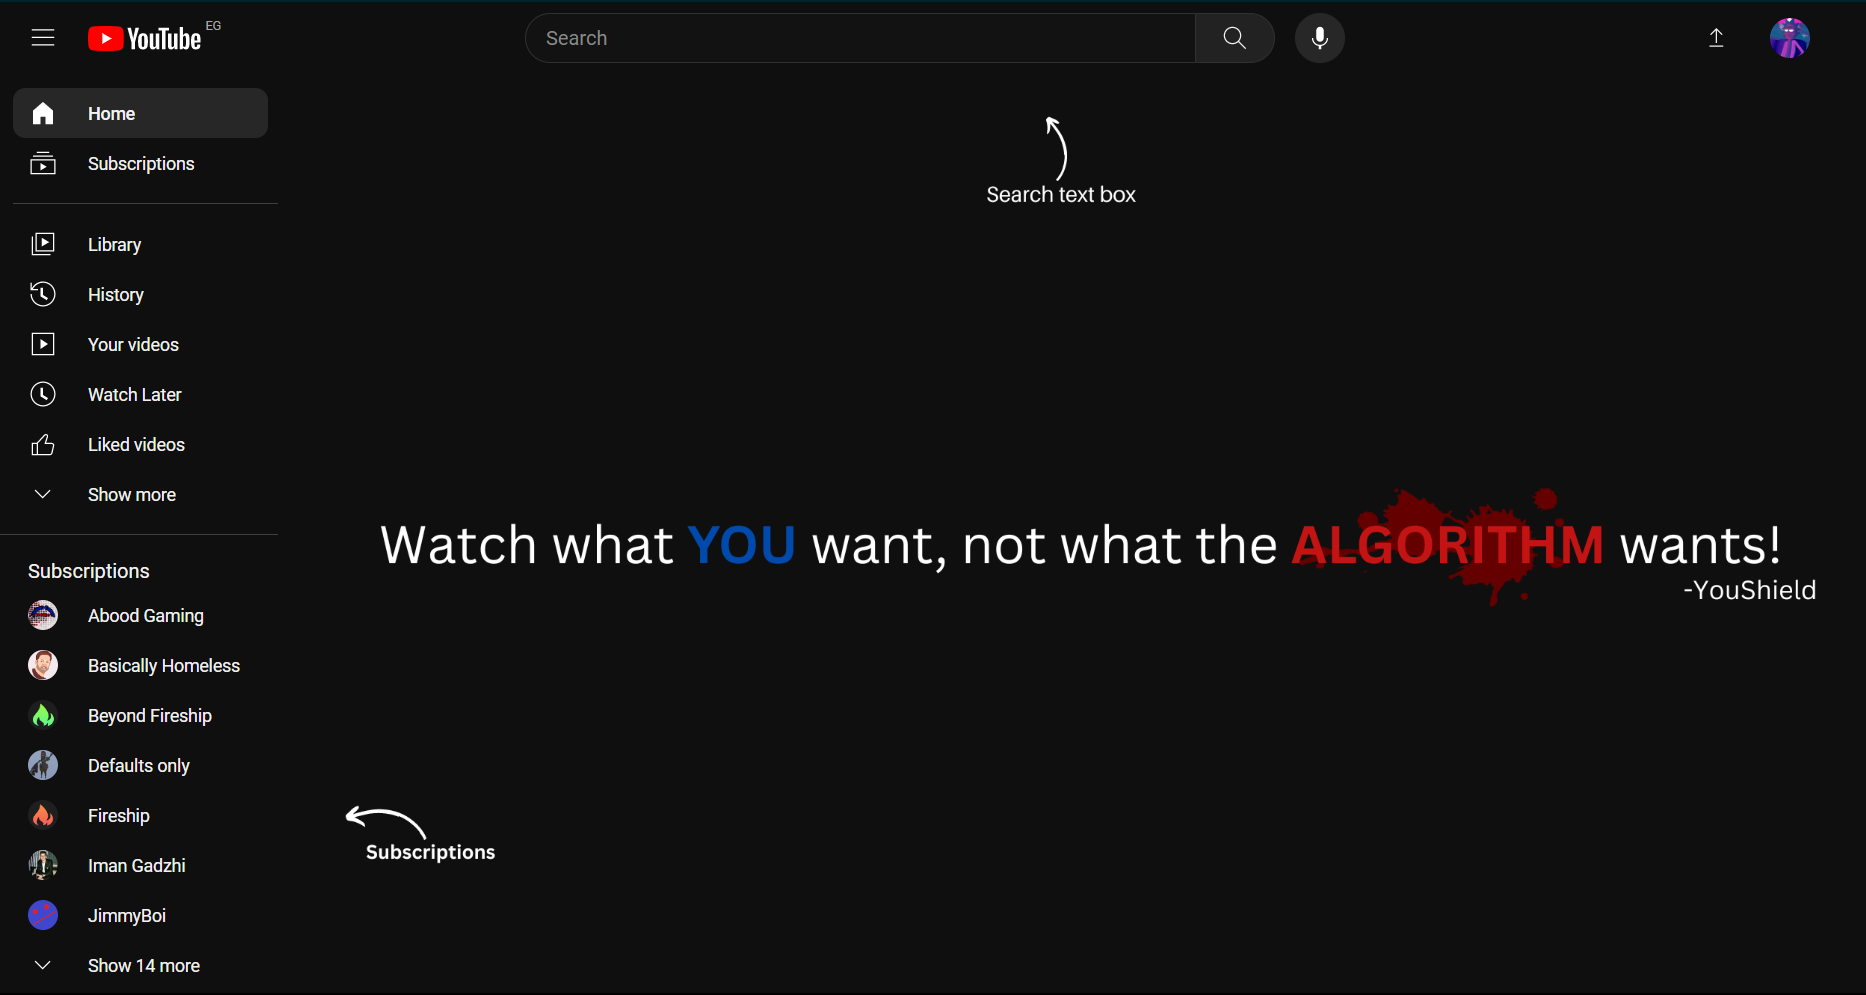 YouTube EG
Search
Home
Subscriptions
Search text box
Library
History
Your videos
Watch Later
Liked videos
Show more
Watch what YOU want, not what the ALGORITHM wants!
-YouShield
Subscriptions
Abood Gaming
Basically Homeless
Beyond Fireship
Defaults only
Fireship
Subscriptions
Iman Gadzhi
JimmyBoi
Show 14 more